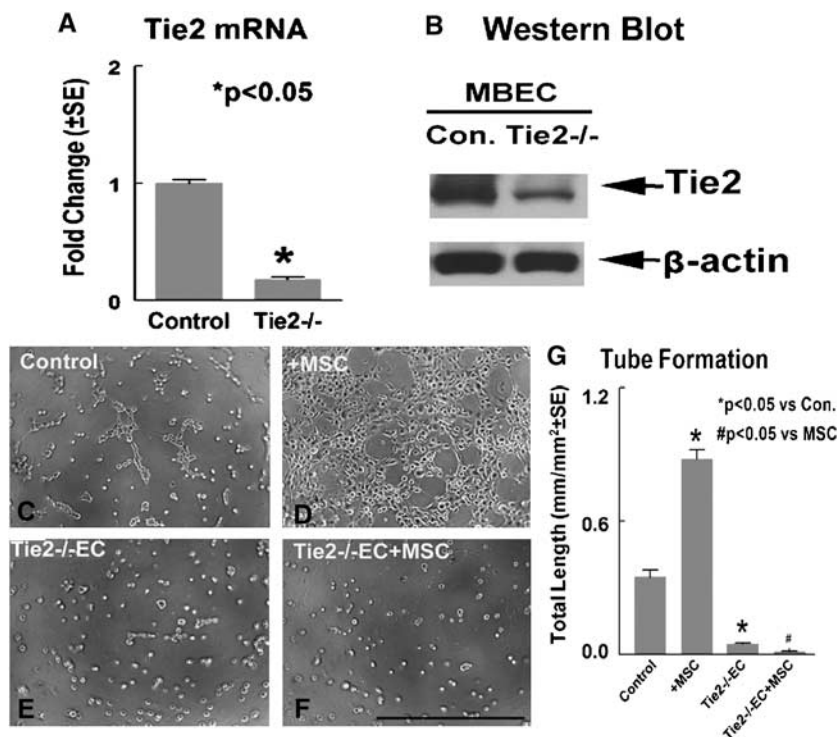 A Tie2 mRNA
Fold Change (±SE)
2
1
0
*p<0.05
*
Control Tie2-/-
B Western Blot
MBEC
Con. Tie2-/-
Tie2
β-actin
Control
C
+MSC
D
Tie2-/-EC
E
Tie2-/-EC+MSC
F
G Tube Formation
Total Length (mm/mm²±SE)
1.2
0.6
0.0
*p<0.05 vs Con.
#p<0.05 vs MSC
*
*
#
Control
+MSC
Tie2-/-EC
Tie2-/-EC+MSC